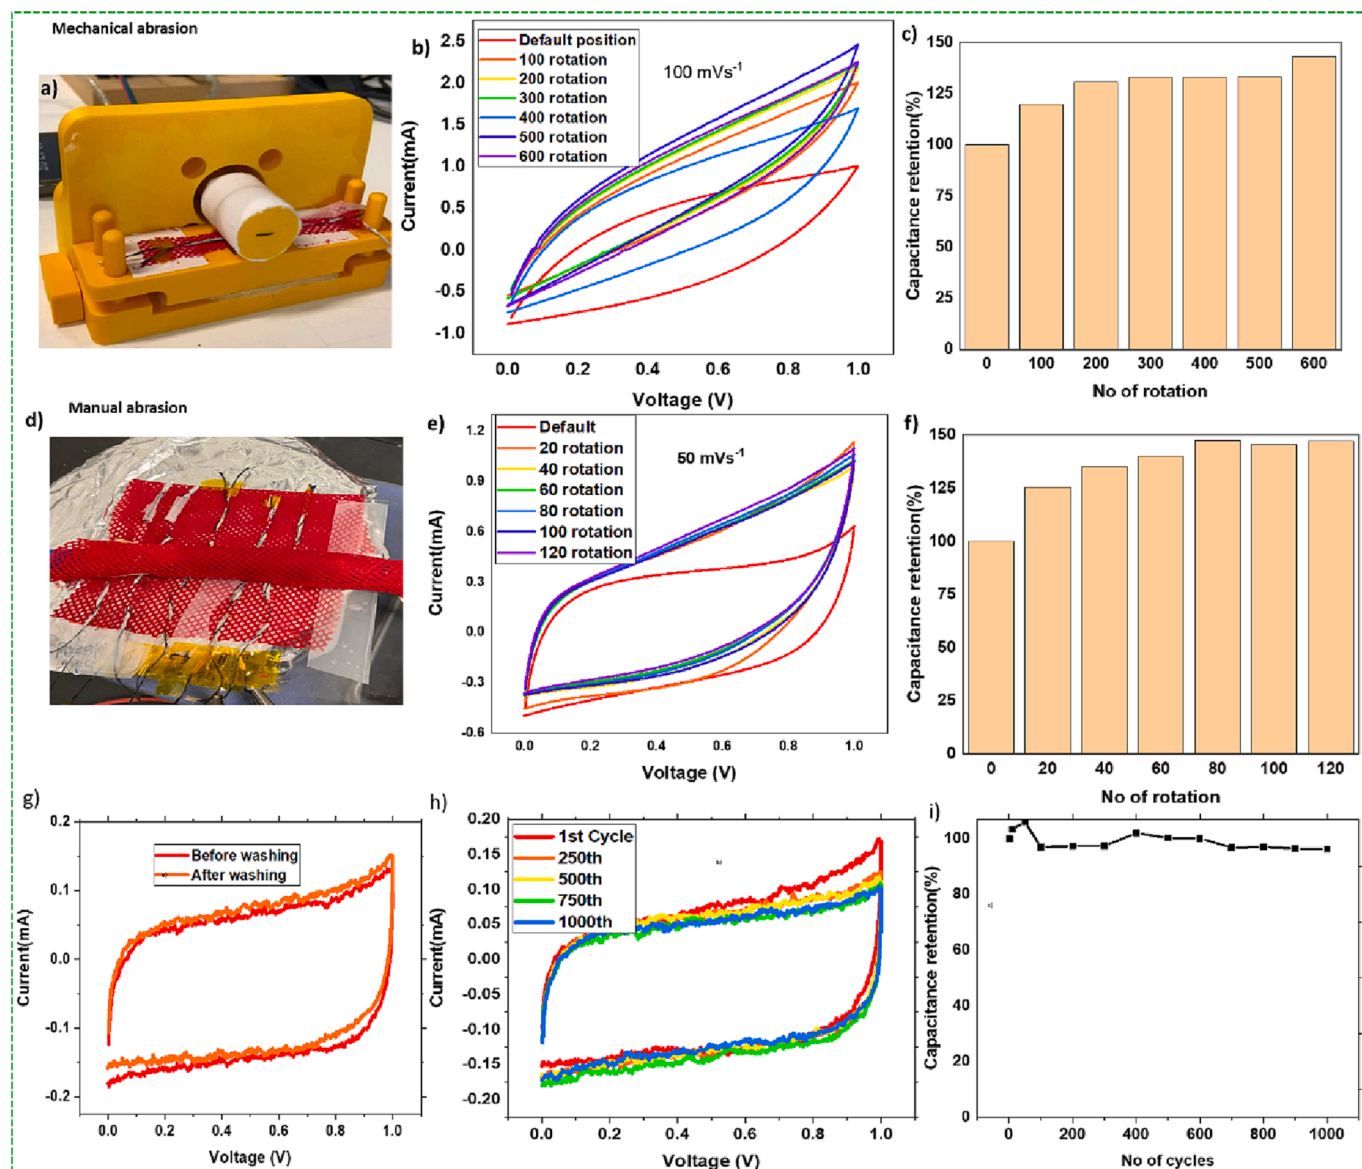 Mechanical abrasion
a)
b)
Default position
100 rotation
200 rotation
300 rotation
400 rotation
500 rotation
600 rotation
100 mVs-1
2.5
2.0
1.5
1.0
0.5
0.0
-0.5
-1.0
Current(mA)
0.0 0.2 0.4 0.6 0.8 1.0
Voltage (V)
c)
150
125
100
75
50
25
0
Capacitance retention(%)
0 100 200 300 400 500 600
No of rotation
Manual abrasion
d)
e)
Default
20 rotation
40 rotation
60 rotation
80 rotation
100 rotation
120 rotation
50 mVs-1
1.2
0.9
0.6
0.3
0.0
-0.3
-0.6
Current(mA)
0.0 0.2 0.4 0.6 0.8 1.0
Voltage (V)
f)
150
125
100
75
50
25
0
Capacitance retention(%)
0 20 40 60 80 100 120
No of rotation
g)
Before washing
After washing
0.2
0.1
0.0
-0.1
-0.2
Current(mA)
0.0 0.2 0.4 0.6 0.8 1.0
Voltage (V)
h)
1st Cycle
250th
500th
750th
1000th
0.20
0.15
0.10
0.05
0.00
-0.05
-0.10
-0.15
-0.20
Current(mA)
0.0 0.2 0.4 0.6 0.8 1.0
Voltage (V)
i)
100
80
60
40
20
0
Capacitance retention(%)
0 200 400 600 800 1000
No of cycles